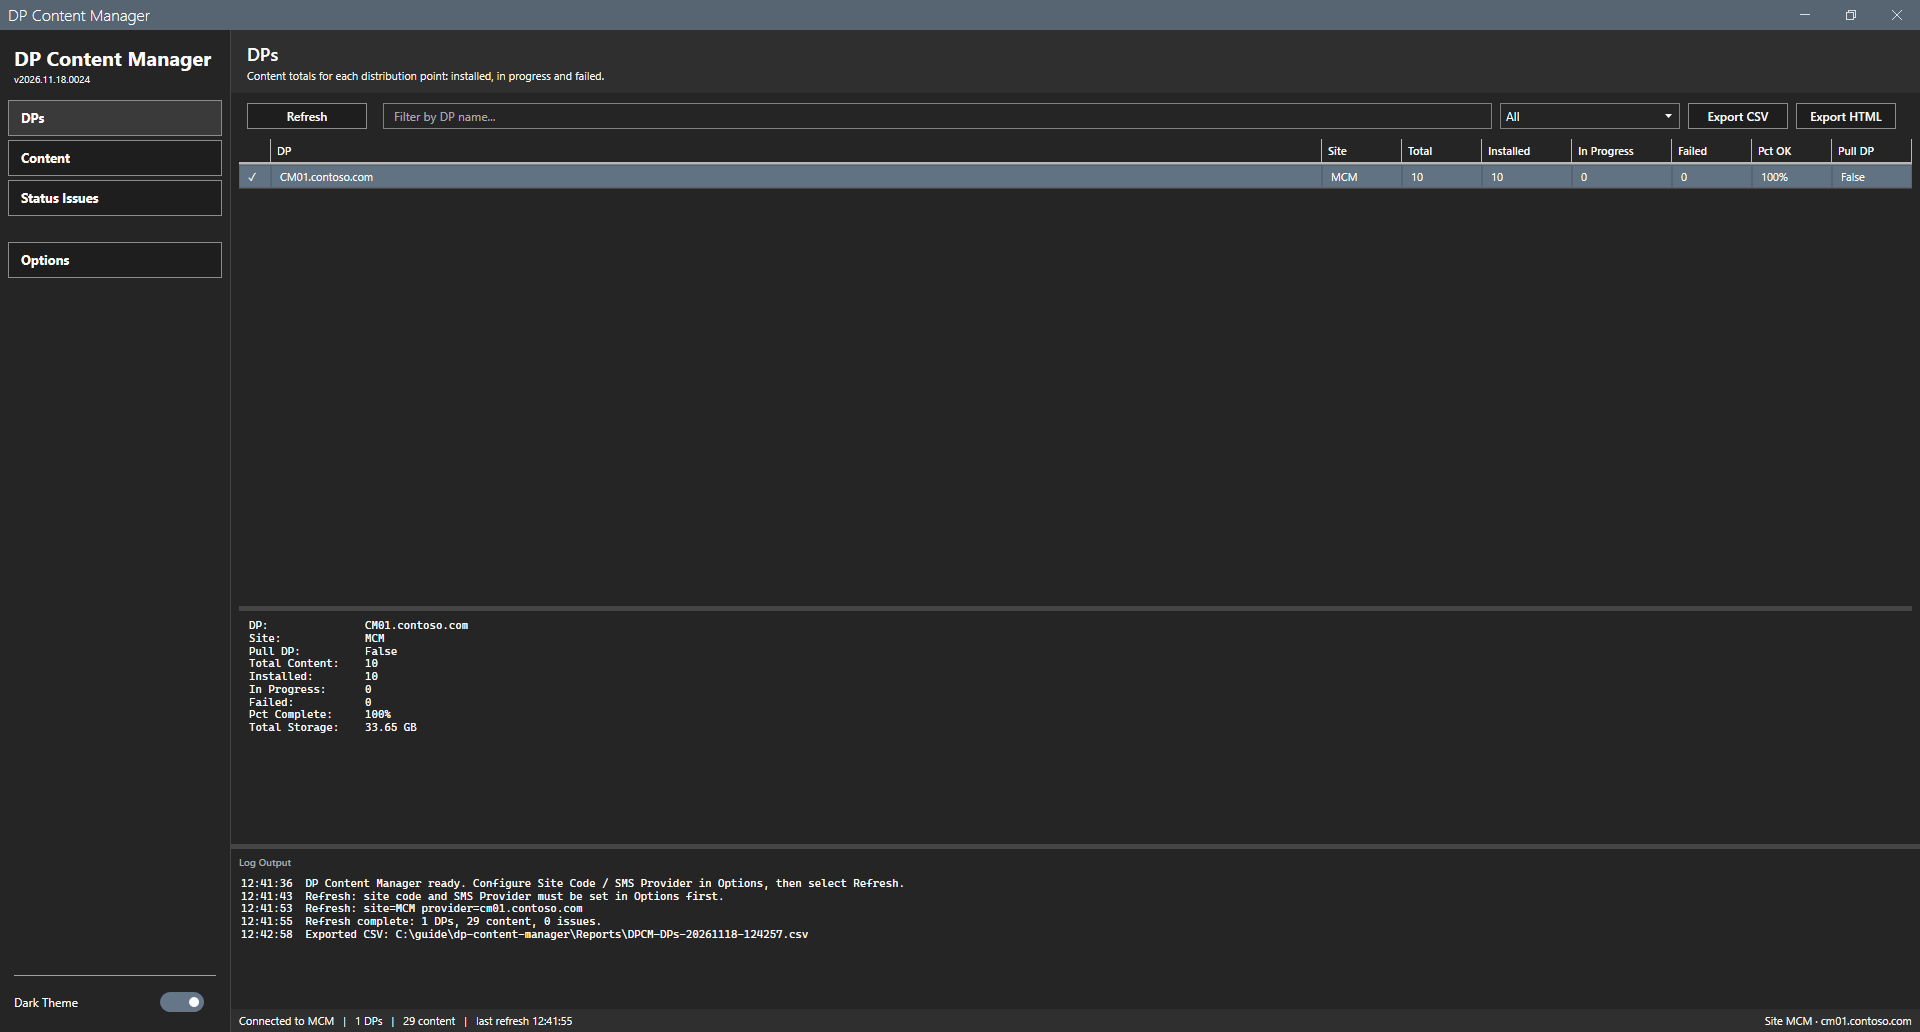 DP Content Manager
DP Content Manager
v2026.11.18.0024
DPs
Content
Status Issues
Options
Dark Theme
DPs
Content totals for each distribution point: installed, in progress and failed.
Refresh
Filter by DP name...
All
Export CSV
Export HTML
DP Site Total Installed In Progress Failed Pct OK Pull DP
✓ CM01.contoso.com MCM 10 10 0 0 100% False
DP: CM01.contoso.com
Site: MCM
Pull DP: False
Total Content: 10
Installed: 10
In Progress: 0
Failed: 0
Pct Complete: 100%
Total Storage: 33.65 GB
Log Output
12:41:36 DP Content Manager ready. Configure Site Code / SMS Provider in Options, then select Refresh.
12:41:43 Refresh: site code and SMS Provider must be set in Options first.
12:41:53 Refresh: site=MCM provider=cm01.contoso.com
12:41:55 Refresh complete: 1 DPs, 29 content, 0 issues.
12:42:58 Exported CSV: C:\guide\dp-content-manager\Reports\DPCM-DPs-20261118-124257.csv
Connected to MCM | 1 DPs | 29 content | last refresh 12:41:55
Site MCM · cm01.contoso.com